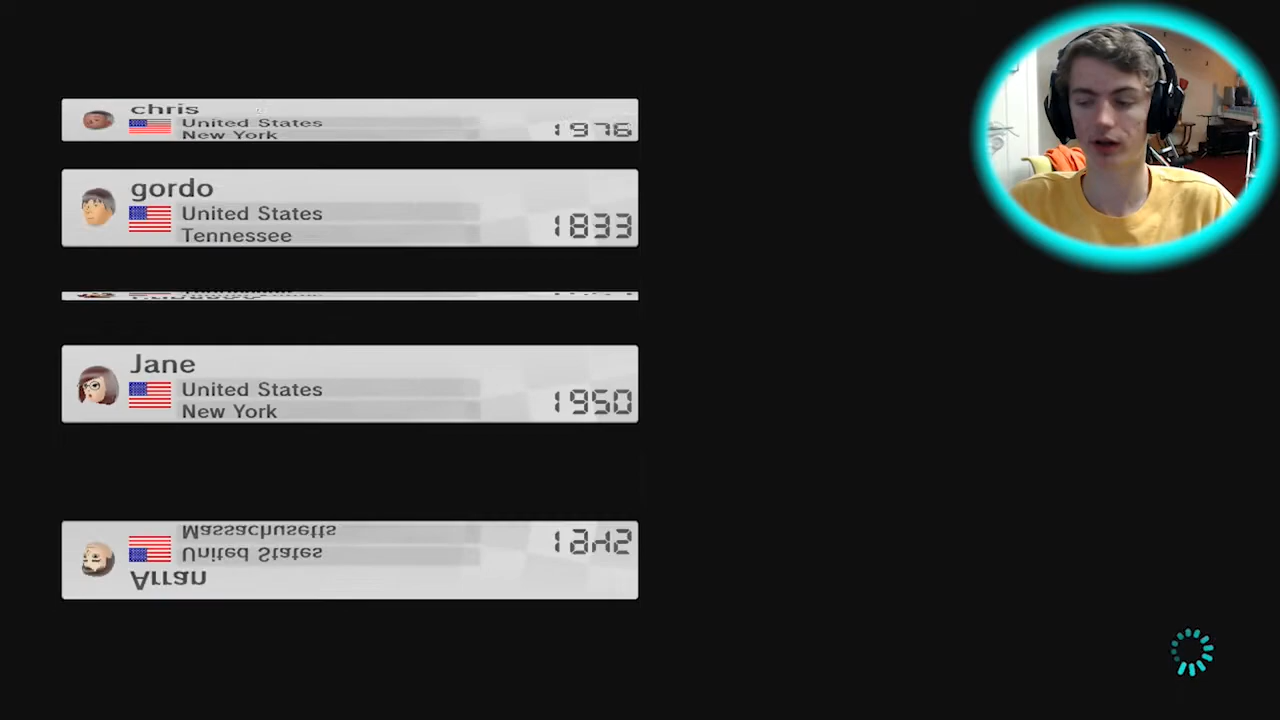 chris
United States
New York
1976
gordo
United States
Tennessee
1833
Jane
United States
New York
1950
Massachusetts
1945
United States
Arran